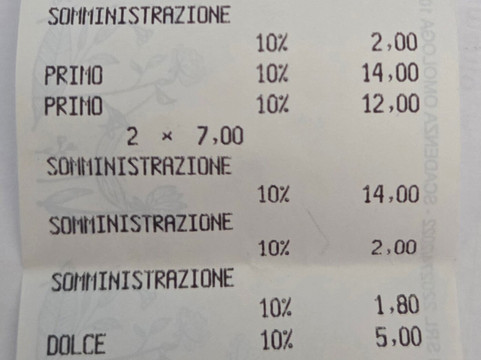 SOMMINISTRAZIONE
10% 2,00
PRIMO 10% 14,00
PRIMO 10% 12,00
2 × 7,00
SOMMINISTRAZIONE
10% 14,00
SOMMINISTRAZIONE
10% 2,00
SOMMINISTRAZIONE
10% 1,80
DOLCE 10% 5,00